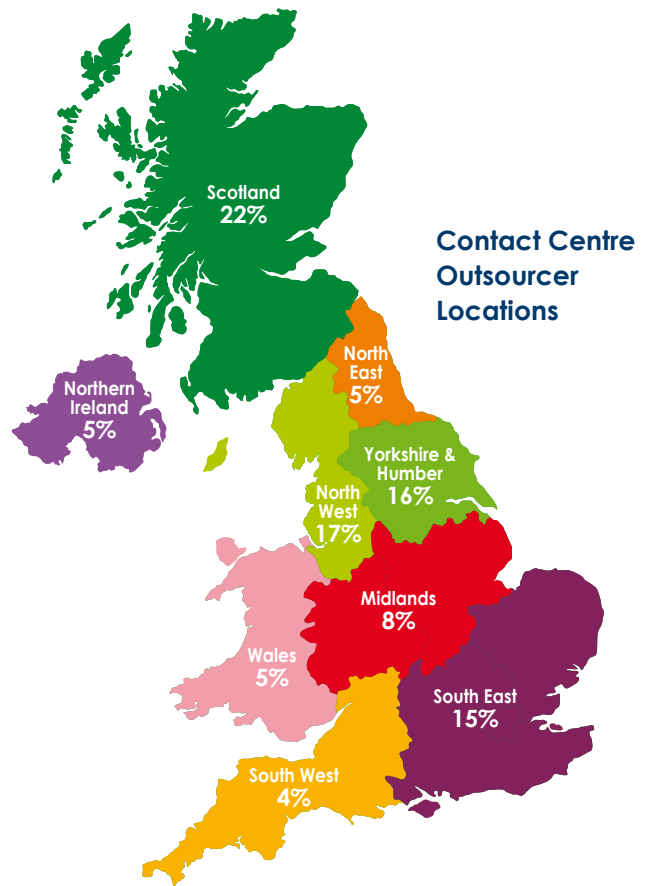 Scotland
22%
Contact Centre
Outsourcer
Locations
North
East
5%
Northern
Ireland
5%
Yorkshire &
Humber
16%
North
West
17%
Midlands
8%
Wales
5%
South East
15%
South West
4%